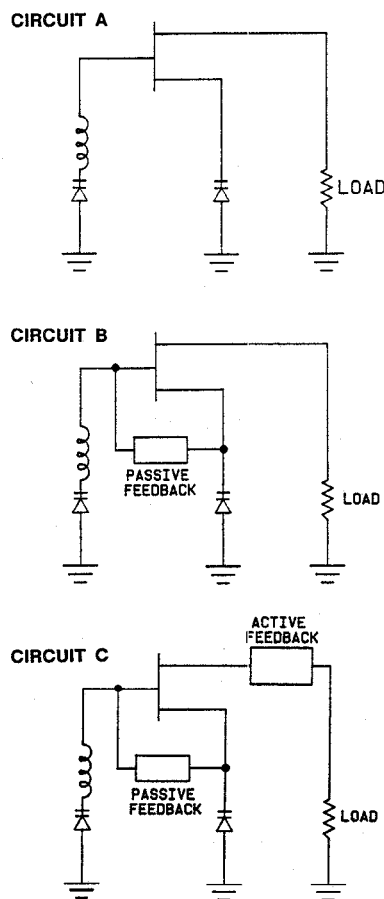 CIRCUIT A
LOAD
CIRCUIT B
PASSIVE
FEEDBACK
LOAD
ACTIVE
FEEDBACK
CIRCUIT C
PASSIVE
FEEDBACK
LOAD